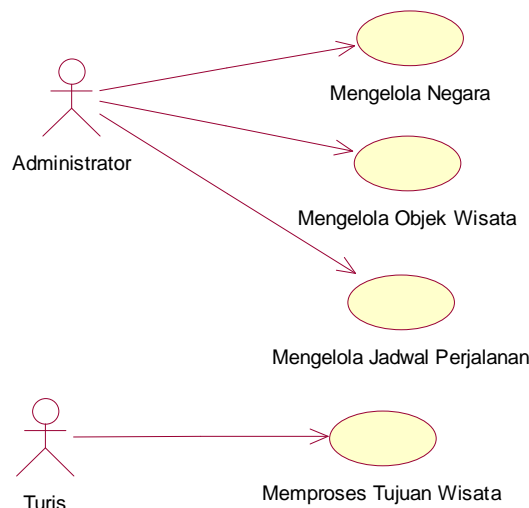 Mengelola Negara
Administrator
Mengelola Objek Wisata
Mengelola Jadwal Perjalanan
Memproses Tujuan Wisata
Turis